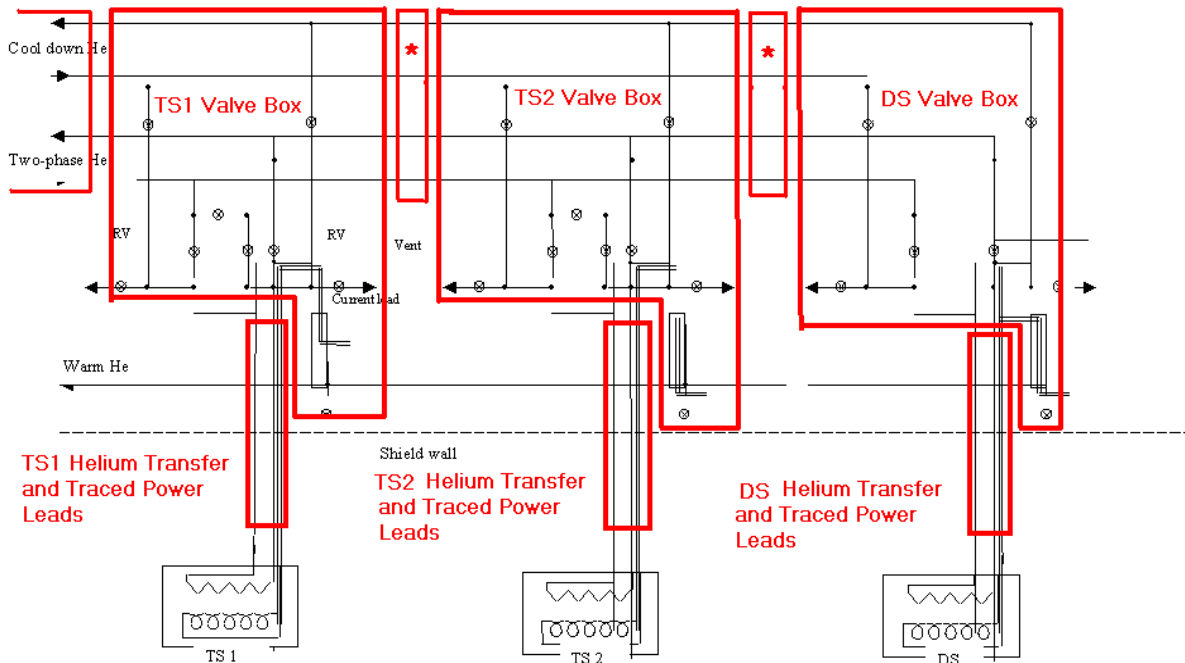 Cool down He
*
*
TS1 Valve Box
TS2 Valve Box
DS Valve Box
Two-phase He
RV
RV
Vent
Current lead
Warm He
Shield wall
TS1 Helium Transfer
and Traced Power
Leads
TS2 Helium Transfer
and Traced Power
Leads
DS Helium Transfer
and Traced Power
Leads
TS 1
TS 2
DS